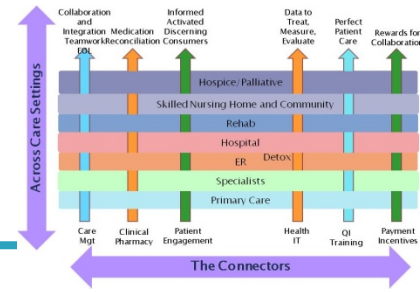 Collaboration
and
Integration
Teamwork
EOL
Medication
Reconciliation
Informed
Activated
Discerning
Consumers
Data to
Treat,
Measure,
Evaluate
Perfect
Patient
Care
Rewards for
Collaboration
Across Care Settings
Hospice/Palliative
Skilled Nursing Home and Community
Rehab
Hospital
ER
Detox
Specialists
Primary Care
Care
Mgt
Clinical
Pharmacy
Patient
Engagement
Health
IT
QI
Training
Payment
Incentives
The Connectors